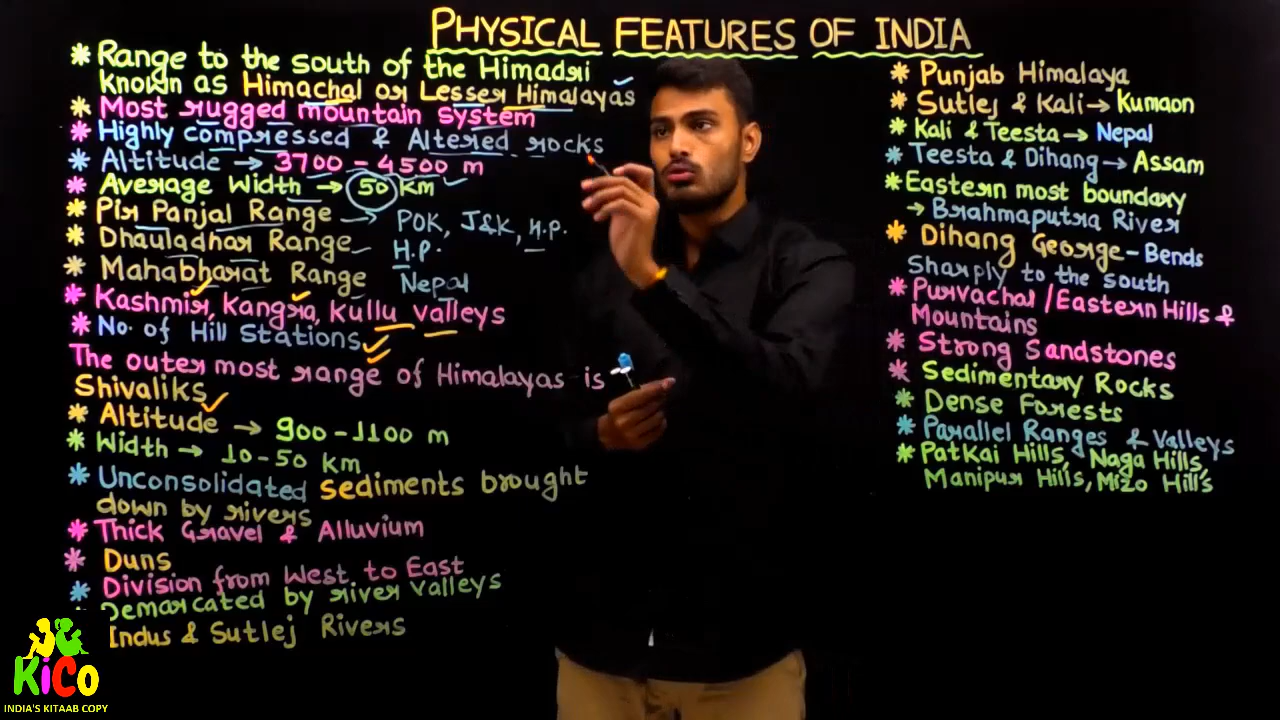 PHYSICAL FEATURES OF INDIA
* Range to the south of the Himadri
known as Himachal or Lesser Himalayas
* Most rugged mountain system
* Highly compressed & Altered rocks
* Altitude → 3700 - 4500 m
* Average Width → 50 km
* Pir Panjal Range → POK, J&K, H.P.
* Dhauladhar Range - H.P.
* Mahabharat Range Nepal
* Kashmir, Kangra, Kullu valleys
* No. of Hill Stations
The outer most range of Himalayas is
Shivaliks
* Altitude → 900 - 1100 m
* Width → 10-50 km
* Unconsolidated sediments brought
down by rivers
* Thick Gravel & Alluvium
* Duns
* Division from West to East
* Demarcated by river valleys
Indus & Sutlej Rivers
* Punjab Himalaya
* Sutlej & Kali → Kumaon
* Kali & Teesta → Nepal
* Teesta & Dihang → Assam
* Eastern most boundary
→ Brahmaputra River
* Dihang George - Bends
Sharply to the south
* Purvachal / Eastern Hills &
Mountains
* Strong Sandstones
* Sedimentary Rocks
* Dense Forests
* Parallel Ranges & Valleys
* Patkai Hills, Naga Hills,
Manipur Hills, Mizo Hills
KiCo
INDIA'S KITAAB COPY